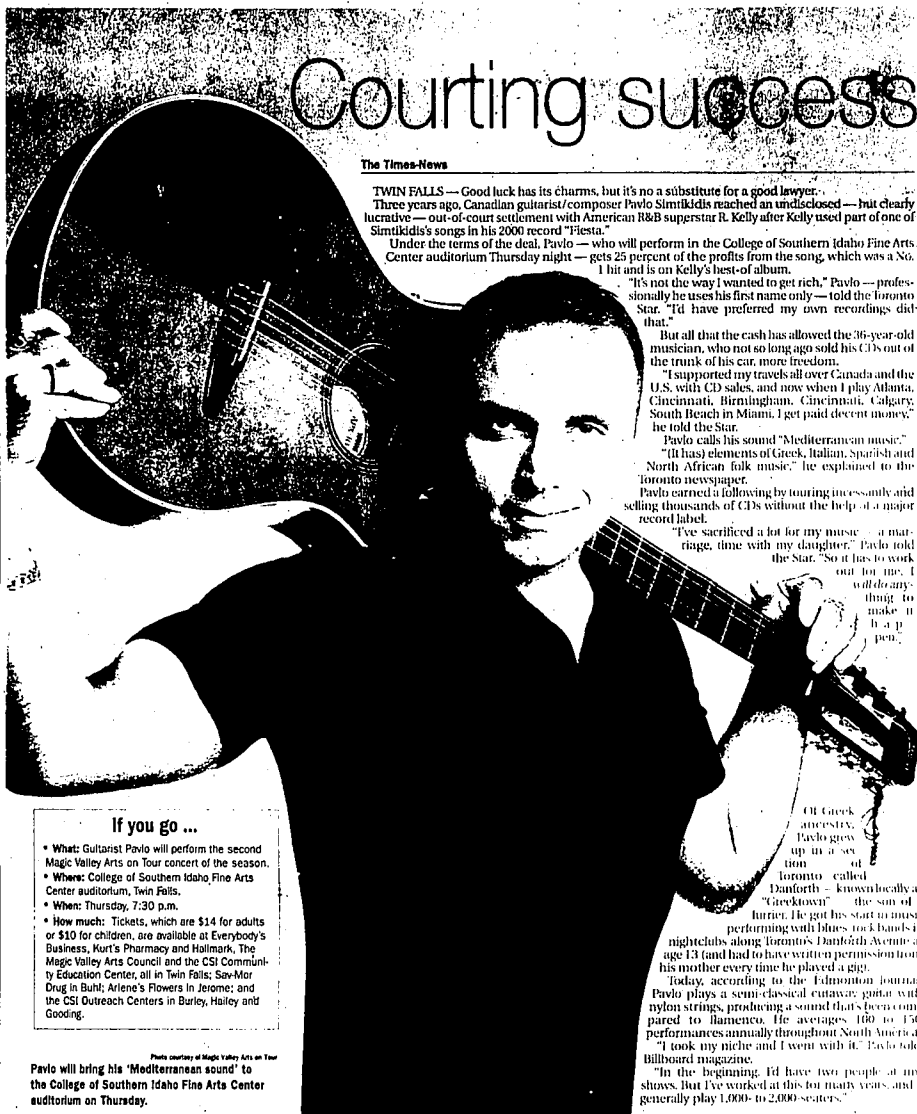 Courting success
The Times-News
TWIN FALLS — Good luck has its charms, but it's no a substitute for a good lawyer.
Three years ago, Canadian guitarist/composer Pavlo Simtikidis reached an undisclosed — but clearly
lucrative — out-of-court settlement with American R&B superstar R. Kelly after Kelly used part of one of
Simtikidis's songs in his 2000 record "Fiesta."
Under the terms of the deal, Pavlo — who will perform in the College of Southern Idaho Fine Arts
Center auditorium Thursday night — gets 25 percent of the profits from the song, which was a No.
1 hit and is on Kelly's best-of album.
"It's not the way I wanted to get rich," Pavlo — profes-
sionally he uses his first name only — told the Toronto
Star. "I'd have preferred my own recordings did
that."
But all that the cash has allowed the 36-year-old
musician, who not so long ago sold his CDs out of
the trunk of his car, more freedom.
"I supported my travels all over Canada and the
U.S. with CD sales, and now when I play Atlanta,
Cincinnati, Birmingham, Cincinnati, Calgary,
South Beach in Miami, I get paid decent money,"
he told the Star.
Pavlo calls his sound "Mediterranean music."
"(It has) elements of Greek, Italian, Spanish and
North African folk music," he explained to the
Toronto newspaper.
Pavlo earned a following by touring incessantly and
selling thousands of CDs without the help of a major
record label.
"I've sacrificed a lot for my music — a mar-
riage, time with my daughter," Pavlo told
the Star. "So it has to work
out for me. I
will do any-
thing to
make it
h a p
pen."
Of Greek
ancestry,
Pavlo grew
up in a sec
tion of
Toronto called
Danforth – known locally a
"Greektown" the son of
furrier. He got his start in musi
performing with blues rock bands i
nightclubs along Toronto's Danforth Avenue a
age 13 (and had to have written permission from
his mother every time he played a gig).
Today, according to the Edmonton Journa
Pavlo plays a semi-classical cutaway guitar with
nylon strings, producing a sound that's been com
pared to flamenco. He averages 100 to 150
performances annually throughout North America
"I took my niche and I went with it," Pavlo told
Billboard magazine.
"In the beginning, I'd have two people at my
shows. But I've worked at this for many years, and
generally play 1,000- to 2,000-seaters."
If you go ...
• What: Guitarist Pavlo will perform the second
Magic Valley Arts on Tour concert of the season.
• Where: College of Southern Idaho Fine Arts
Center auditorium, Twin Falls.
• When: Thursday, 7:30 p.m.
• How much: Tickets, which are $14 for adults
or $10 for children, are available at Everybody's
Business, Kurt's Pharmacy and Hallmark, The
Magic Valley Arts Council and the CSI Communi-
ty Education Center, all in Twin Falls; Sav-Mor
Drug in Buhl; Arlene's Flowers in Jerome; and
the CSI Outreach Centers in Burley, Hailey and
Gooding.
Photo courtesy of Magic Valley Arts on Tour
Pavlo will bring his 'Mediterranean sound' to
the College of Southern Idaho Fine Arts Center
auditorium on Thursday.